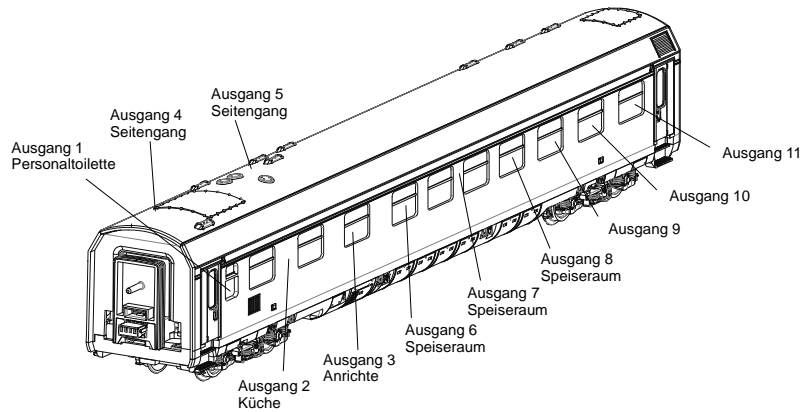 Ausgang 5
Seitengang
Ausgang 4
Seitengang
Ausgang 1
Personaltoilette
Ausgang 11
Ausgang 10
Ausgang 9
Ausgang 8
Speiseraum
Ausgang 7
Speiseraum
Ausgang 6
Speiseraum
Ausgang 3
Anrichte
Ausgang 2
Küche